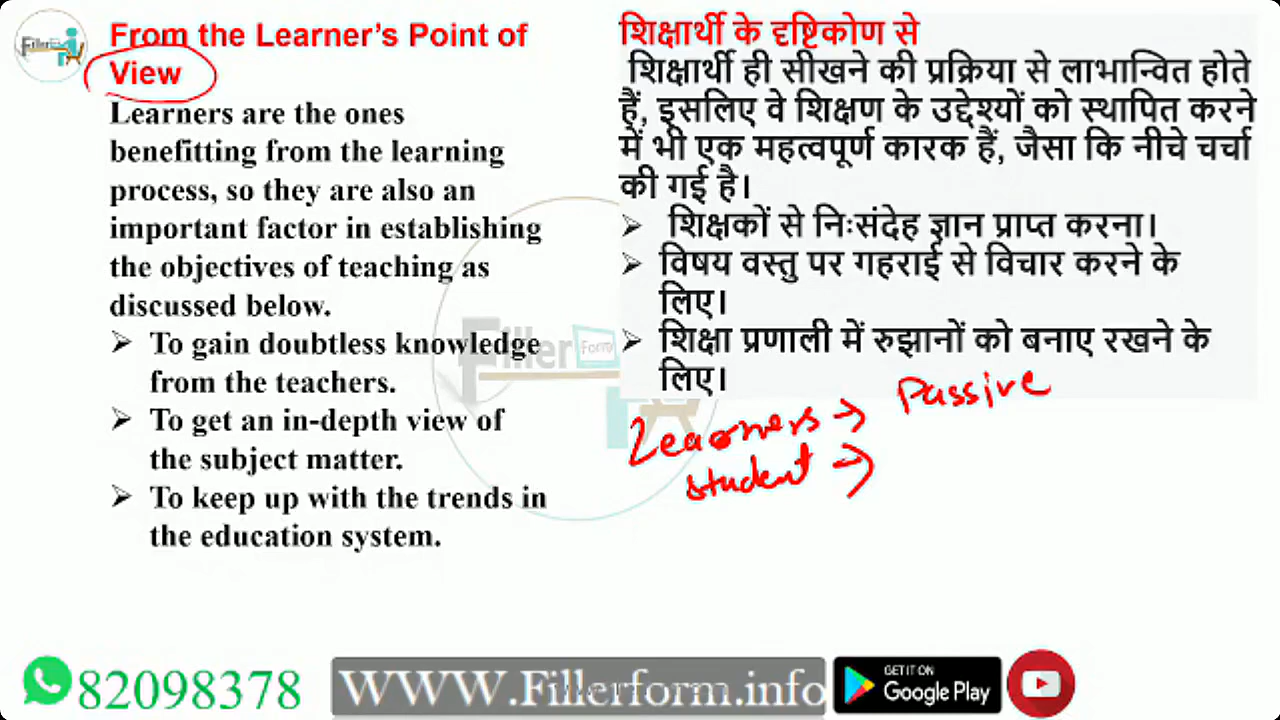 From the Learner's Point of
View
Learners are the ones
benefitting from the learning
process, so they are also an
important factor in establishing
the objectives of teaching as
discussed below.
➢ To gain doubtless knowledge
from the teachers.
➢ To get an in-depth view of
the subject matter.
➢ To keep up with the trends in
the education system.
शिक्षार्थी के दृष्टिकोण से
शिक्षार्थी ही सीखने की प्रक्रिया से लाभान्वित होते
हैं, इसलिए वे शिक्षण के उद्देश्यों को स्थापित करने
में भी एक महत्वपूर्ण कारक हैं, जैसा कि नीचे चर्चा
की गई है।
➢ शिक्षकों से निःसंदेह ज्ञान प्राप्त करना।
➢ विषय वस्तु पर गहराई से विचार करने के
लिए।
➢ शिक्षा प्रणाली में रुझानों को बनाए रखने के
लिए।
Learners → Passive
student →
Filler Form
82098378
WWW.Fillerform.info
GET IT ON
Google Play